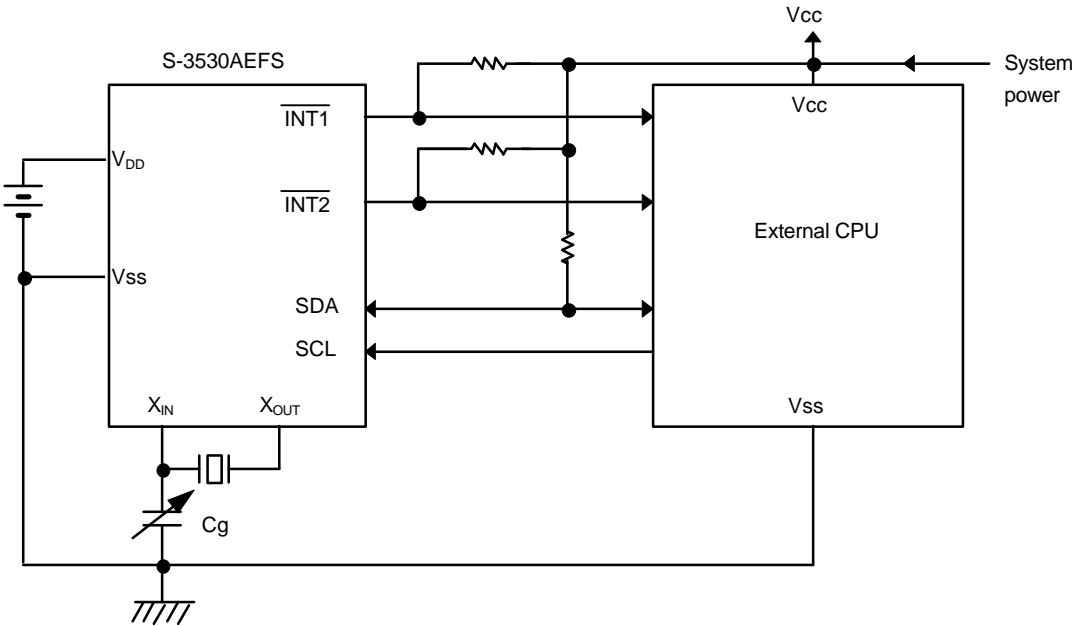 Vcc
S-3530AEFS
System
power
INT1
Vcc
VDD
INT2
External CPU
Vss
SDA
SCL
XIN
XOUT
Vss
Cg